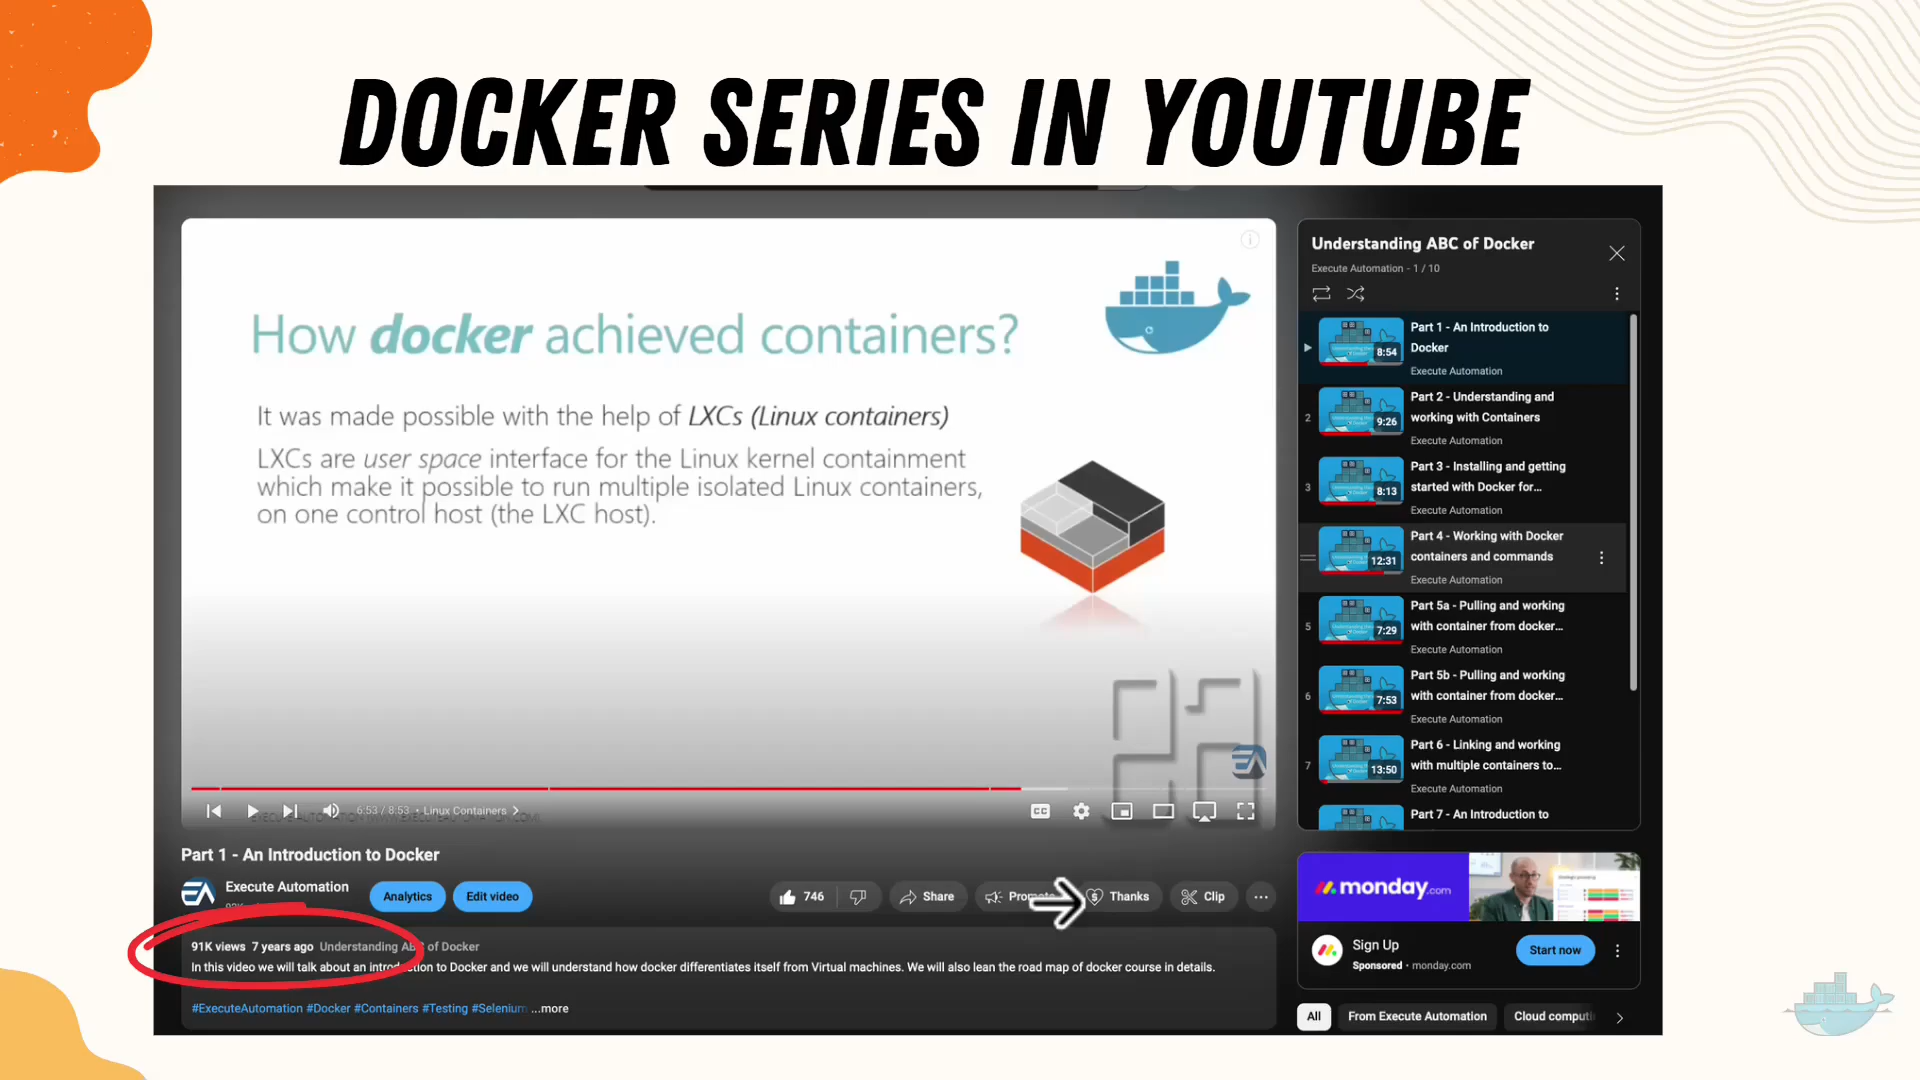 DOCKER SERIES IN YOUTUBE
How docker achieved containers?
It was made possible with the help of LXCs (Linux containers)
LXCs are user space interface for the Linux kernel containment
which make it possible to run multiple isolated Linux containers,
on one control host (the LXC host).
EA
6:53 / 8:53 • Linux Containers
CC
Part 1 - An Introduction to Docker
EA
Execute Automation
Analytics
Edit video
746
Share
Thanks
Clip
91K views 7 years ago Understanding ABC of Docker
In this video we will talk about an introduction to Docker and we will understand how docker differentiates itself from Virtual machines. We will also lean the road map of docker course in details.
#ExecuteAutomation #Docker #Containers #Testing #Selenium ...more
Understanding ABC of Docker
Execute Automation - 1 / 10
Part 1 - An Introduction to
Docker
8:54
Execute Automation
2
Part 2 - Understanding and
working with Containers
9:26
Execute Automation
3
Part 3 - Installing and getting
started with Docker for...
8:13
Execute Automation
Part 4 - Working with Docker
containers and commands
12:31
Execute Automation
5
Part 5a - Pulling and working
with container from docker...
7:29
Execute Automation
6
Part 5b - Pulling and working
with container from docker...
7:53
Execute Automation
7
Part 6 - Linking and working
with multiple containers to...
13:50
Execute Automation
Part 7 - An Introduction to
monday.com
Sign Up
Sponsored • monday.com
Start now
All
From Execute Automation
Cloud computi